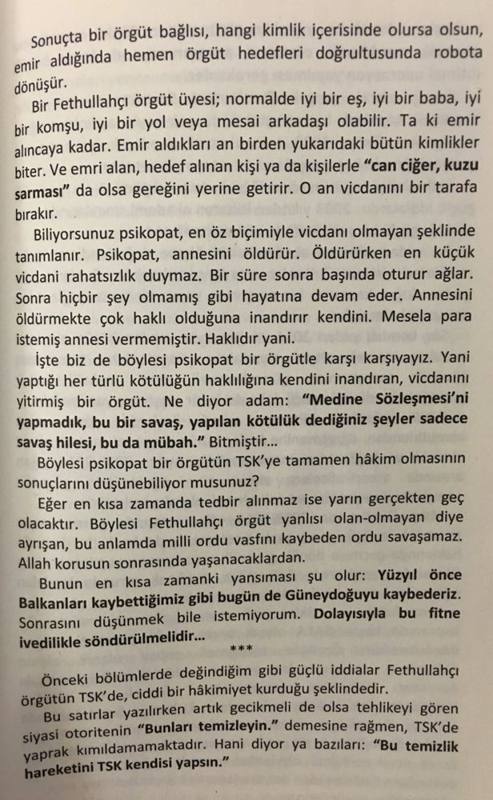 Sonuçta bir örgüt bağlısı, hangi kimlik içerisinde olursa olsun,
emir aldığında hemen örgüt hedefleri doğrultusunda robota
dönüşür.
Bir Fethullahçı örgüt üyesi; normalde iyi bir eş, iyi bir baba, iyi
bir komşu, iyi bir yol veya mesai arkadaşı olabilir. Ta ki emir
alıncaya kadar. Emir aldıkları an birden yukarıdaki bütün kimlikler
biter. Ve emri alan, hedef alınan kişi ya da kişilerle “can ciğer, kuzu
sarması” da olsa gereğini yerine getirir. O an vicdanını bir tarafa
bırakır.
Biliyorsunuz psikopat, en öz biçimiyle vicdanı olmayan şeklinde
tanımlanır. Psikopat, annesini öldürür. Öldürürken en küçük
vicdani rahatsızlık duymaz. Bir süre sonra başında oturur ağlar.
Sonra hiçbir şey olmamış gibi hayatına devam eder. Annesini
öldürmekte çok haklı olduğuna inandırır kendini. Mesela para
istemiş annesi vermemiştir. Haklıdır yani.
İşte biz de böylesi psikopat bir örgütle karşı karşıyayız. Yani
yaptığı her türlü kötülüğün haklılığına kendini inandıran, vicdanını
yitirmiş bir örgüt. Ne diyor adam: “Medine Sözleşmesi’ni
yapmadık, bu bir savaş, yapılan kötülük dediğiniz şeyler sadece
savaş hilesi, bu da mübah.” Bitmiştir...
Böylesi psikopat bir örgütün TSK’ye tamamen hâkim olmasının
sonuçlarını düşünebiliyor musunuz?
Eğer en kısa zamanda tedbir alınmaz ise yarın gerçekten geç
olacaktır. Böylesi Fethullahçı örgüt yanlısı olan-olmayan diye
ayrışan, bu anlamda milli ordu vasfını kaybeden ordu savaşamaz.
Allah korusun sonrasında yaşanacaklardan.
Bunun en kısa zamanki yansıması şu olur: Yüzyıl önce
Balkanları kaybettiğimiz gibi bugün de Güneydoğuyu kaybederiz.
Sonrasını düşünmek bile istemiyorum. Dolayısıyla bu fitne
ivedilikle söndürülmelidir...
***
Önceki bölümlerde değindiğim gibi güçlü iddialar Fethullahçı
örgütün TSK’de, ciddi bir hâkimiyet kurduğu şeklindedir.
Bu satırlar yazılırken artık gecikmeli de olsa tehlikeyi gören
siyasi otoritenin “Bunları temizleyin.” demesine rağmen, TSK’de
yaprak kımıldamamaktadır. Hani diyor ya bazıları: “Bu temizlik
hareketini TSK kendisi yapsın.”